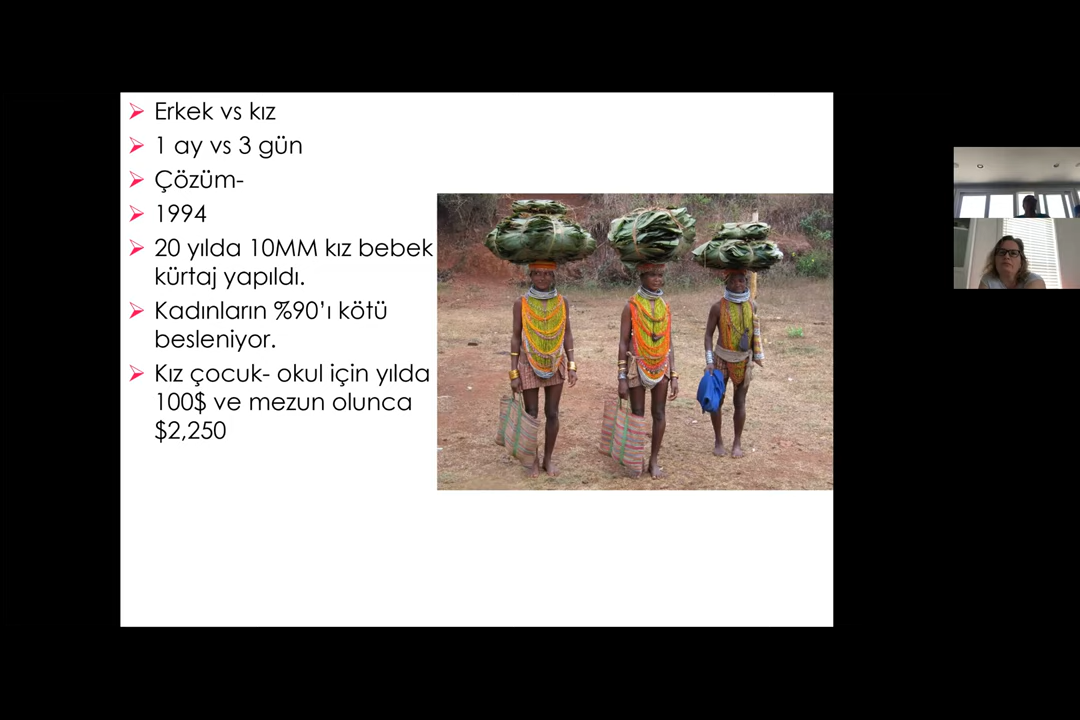 Erkek vs kız
1 ay vs 3 gün
Çözüm-
1994
20 yılda 10MM kız bebek
kürtaj yapıldı.
Kadınların %90’ı kötü
besleniyor.
Kız çocuk- okul için yılda
100$ ve mezun olunca
$2,250